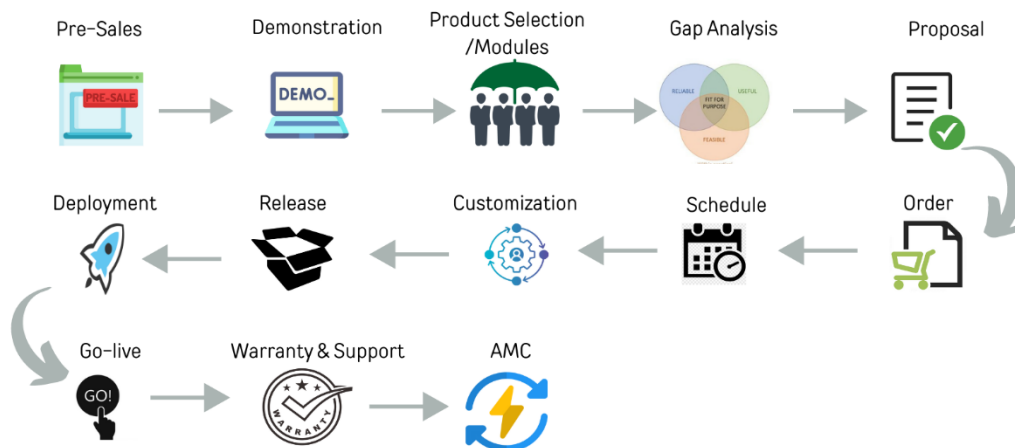 Pre-Sales
Demonstration
Product Selection
/Modules
Gap Analysis
Proposal
PRE-SALE
DEMO_
RELIABLE
USEFUL
FIT FOR
PURPOSE
FEASIBLE
Deployment
Release
Customization
Schedule
Order
Go-live
Warranty & Support
AMC
GO!
WARRANTY